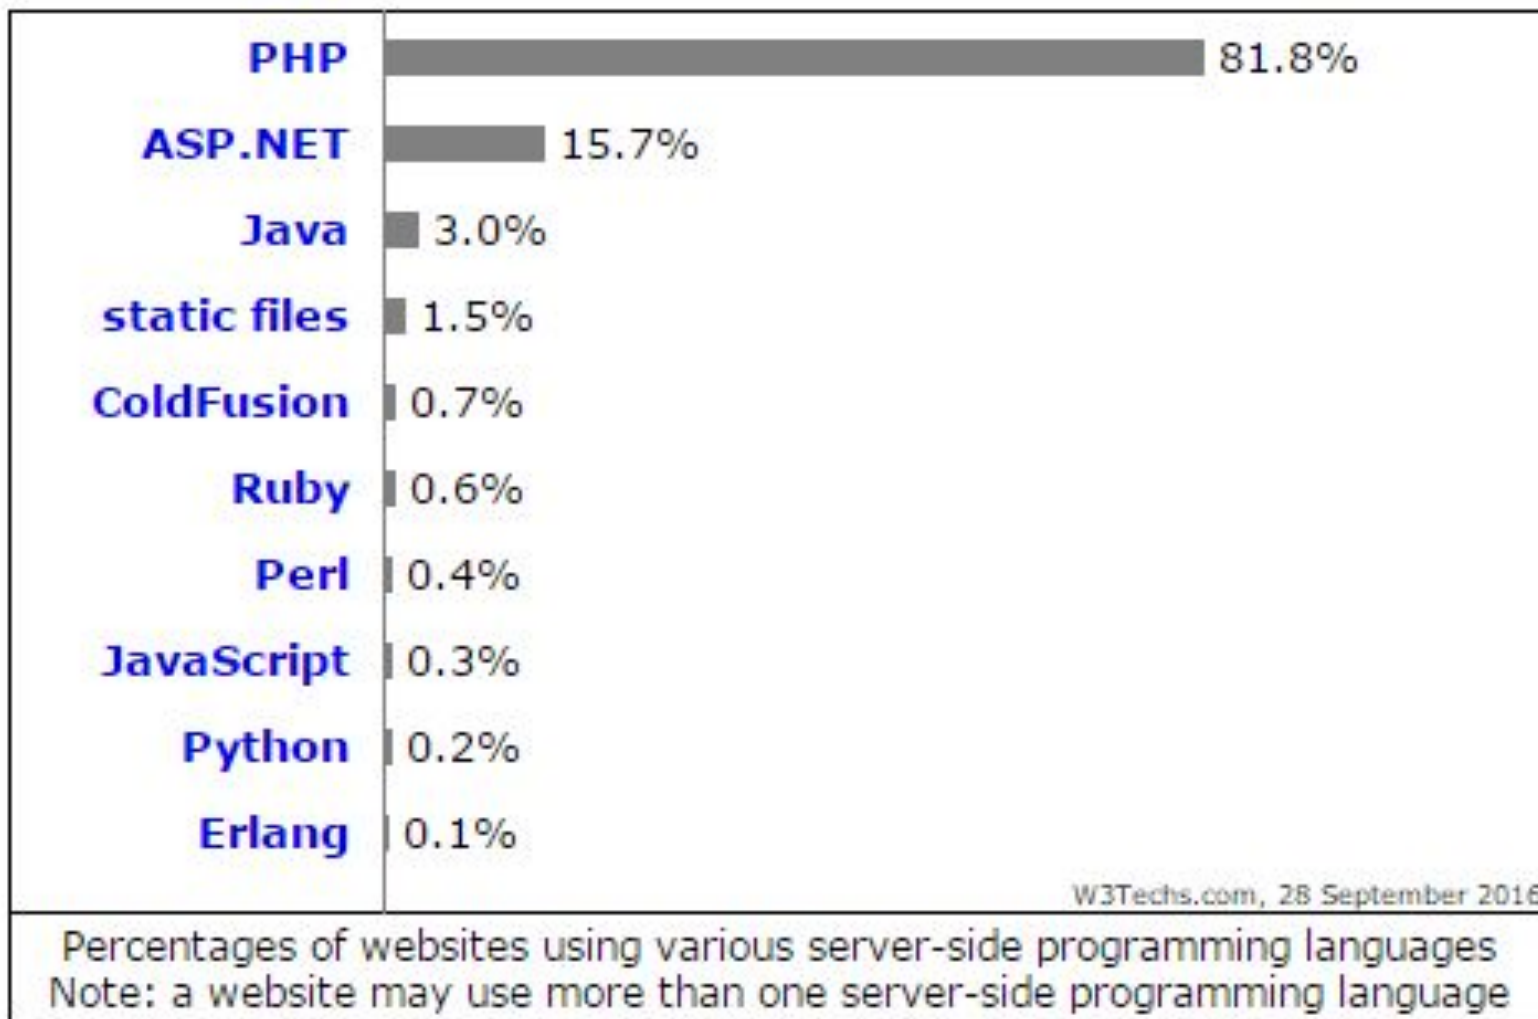 PHP 81.8%
ASP.NET 15.7%
Java 3.0%
static files 1.5%
ColdFusion 0.7%
Ruby 0.6%
Perl 0.4%
JavaScript 0.3%
Python 0.2%
Erlang 0.1%
W3Techs.com, 28 September 2016
Percentages of websites using various server-side programming languages
Note: a website may use more than one server-side programming language